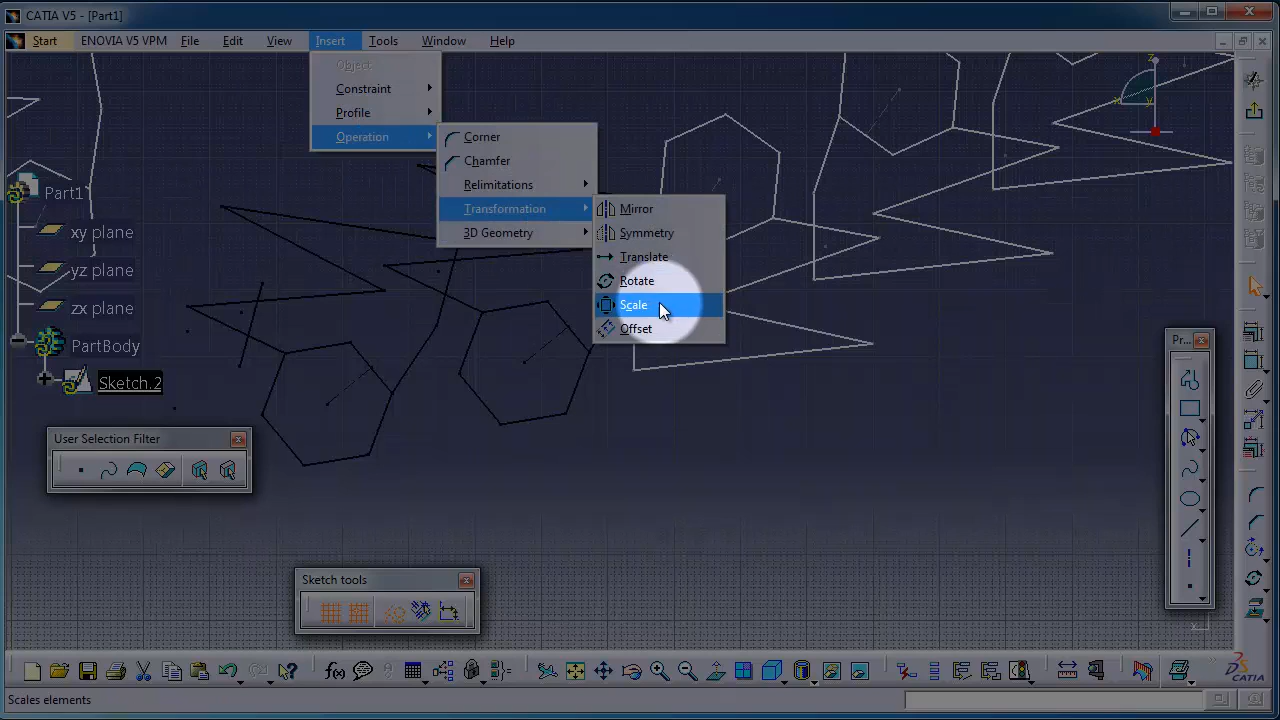 CATIA V5 - [Part1]
Start ENOVIA V5 VPM File Edit View Insert Tools Window Help
Object
Constraint
Profile
Operation
Corner
Chamfer
Relimitations
Transformation
3D Geometry
Mirror
Symmetry
Translate
Rotate
Scale
Offset
z
x
y
Part1
xy plane
yz plane
zx plane
PartBody
Sketch.2
User Selection Filter
Pr...
Sketch tools
f(x)
CATIA
Scales elements